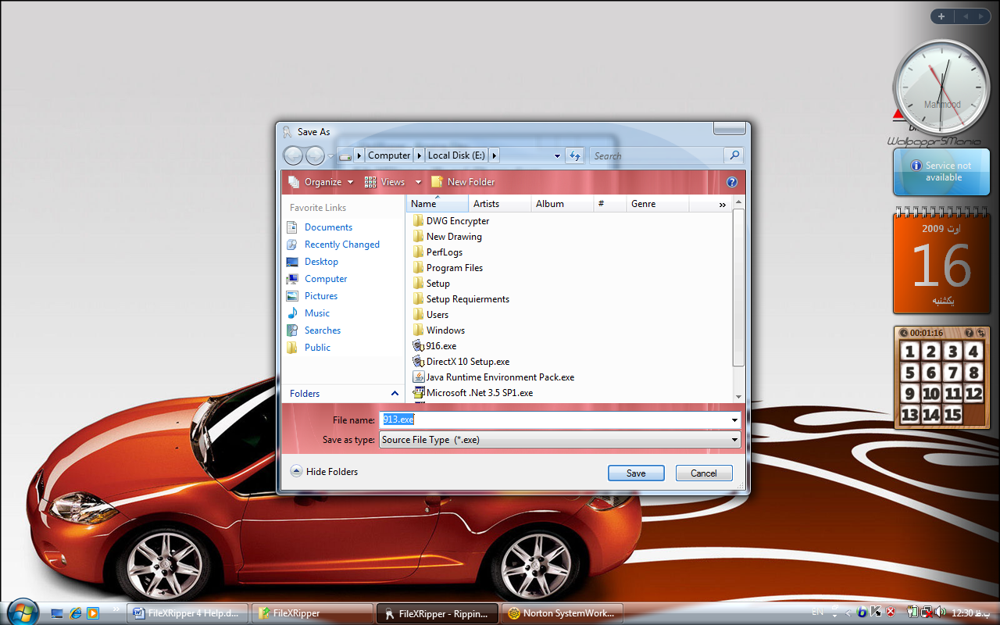 Save As
Computer
Local Disk (E:)
Search
Organize
Views
New Folder
Favorite Links
Documents
Recently Changed
Desktop
Computer
Pictures
Music
Searches
Public
Folders
Name
Artists
Album
#
Genre
»
DWG Encrypter
New Drawing
PerfLogs
Program Files
Setup
Setup Requierments
Users
Windows
916.exe
DirectX 10 Setup.exe
Java Runtime Environment Pack.exe
Microsoft .Net 3.5 SP1.exe
File name:
913.exe
Save as type:
Source File Type (*.exe)
Hide Folders
Save
Cancel
Mahmood
WallpapprSMania
Service not
available
اوت 2009
16
يكشنبه
00:01:16
1 2 3 4
5 6 7 8
9 10 11 12
13 14 15
FileXRipper 4 Help.d...
FileXRipper
FileXRipper - Rippin...
Norton SystemWork...
EN
12:30 ب.ظ